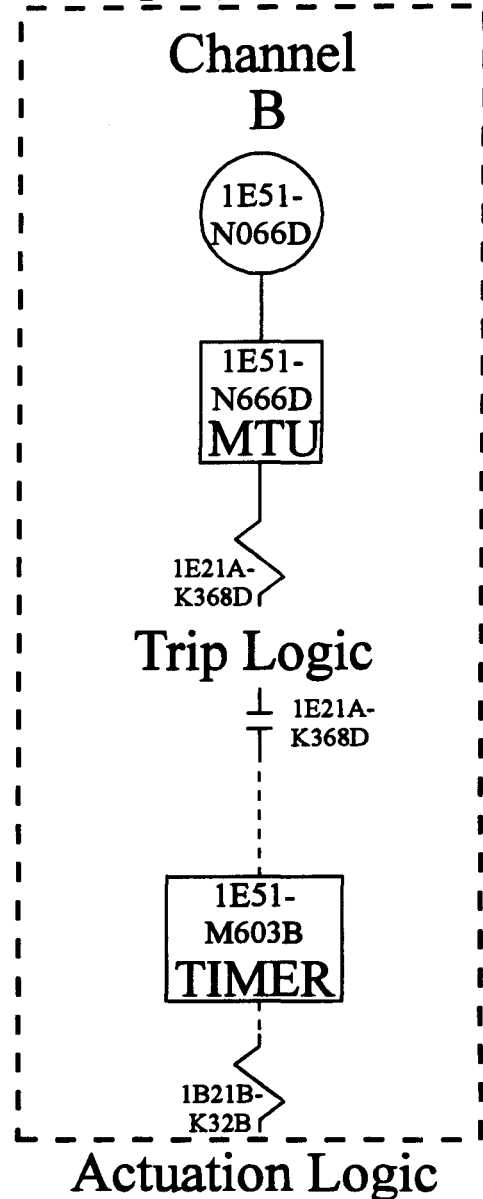 Channel
B
1E51-
N066D
1E51-
N666D
MTU
1E21A-
K368D
Trip Logic
1E21A-
K368D
1E51-
M603B
TIMER
1B21B-
K32B
Actuation Logic